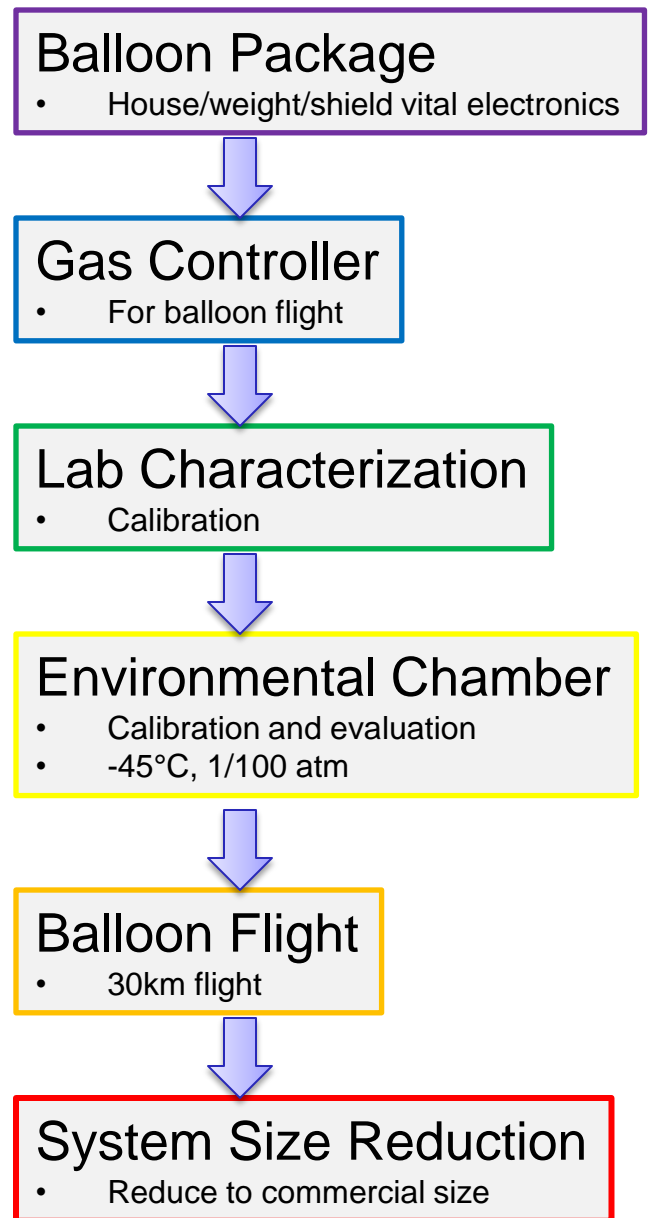 Balloon Package
• House/weight/shield vital electronics
Gas Controller
• For balloon flight
Lab Characterization
• Calibration
Environmental Chamber
• Calibration and evaluation
• -45°C, 1/100 atm
Balloon Flight
• 30km flight
System Size Reduction
• Reduce to commercial size